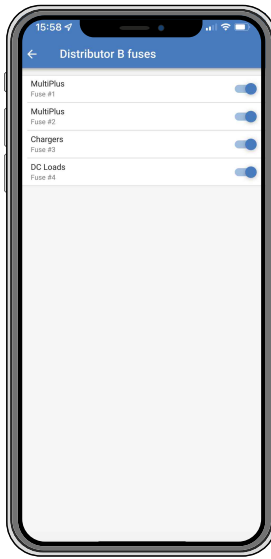 15:58
Distributor B fuses
MultiPlus
Fuse #1
MultiPlus
Fuse #2
Chargers
Fuse #3
DC Loads
Fuse #4